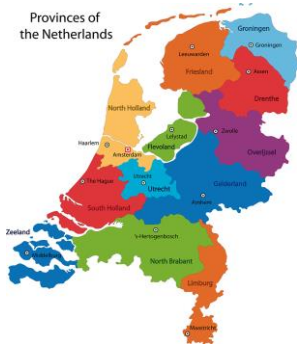 Provinces of
the Netherlands
Groningen
Groningen
Leeuwarden
Friesland
Assen
Drenthe
North Holland
Lelystad
Zwolle
Haarlem
Flevoland
Amsterdam
Overijssel
Utrecht
The Hague
Utrecht
Gelderland
South Holland
Arnhem
Zeeland
's-Hertogenbosch
Middelburg
North Brabant
Limburg
Maastricht